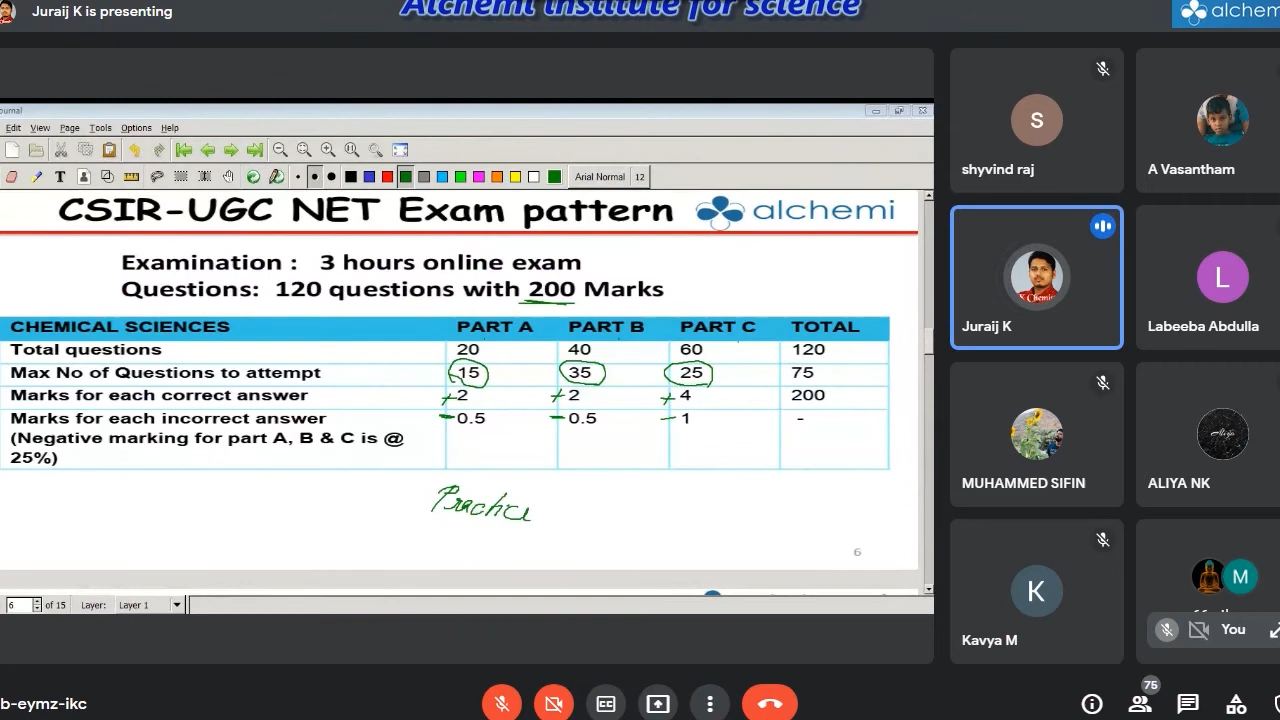 Juraij K is presenting
Alchemi institute for science
alchem
shyvind raj
A Vasantham
Juraij K
Labeeba Abdulla
MUHAMMED SIFIN
ALIYA NK
Kavya M
You
Edit View Page Tools Options Help
Arial Normal 12
CSIR-UGC NET Exam pattern alchemi
Examination : 3 hours online exam
Questions: 120 questions with 200 Marks
CHEMICAL SCIENCES PART A PART B PART C TOTAL
Total questions 20 40 60 120
Max No of Questions to attempt 15 35 25 75
Marks for each correct answer +2 +2 +4 200
Marks for each incorrect answer -0.5 -0.5 -1 -
(Negative marking for part A, B & C is @
25%)
Practice
6
6 of 15 Layer: Layer 1
b-eymz-ikc
75
S
L
K
M
CC